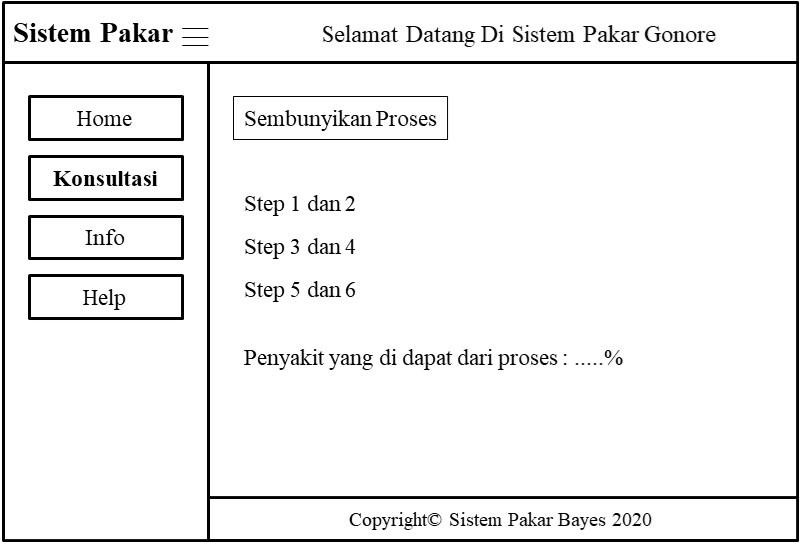 Sistem Pakar
Selamat Datang Di Sistem Pakar Gonore
Home
Konsultasi
Info
Help
Sembunyikan Proses
Step 1 dan 2
Step 3 dan 4
Step 5 dan 6
Penyakit yang di dapat dari proses : .....%
Copyright© Sistem Pakar Bayes 2020